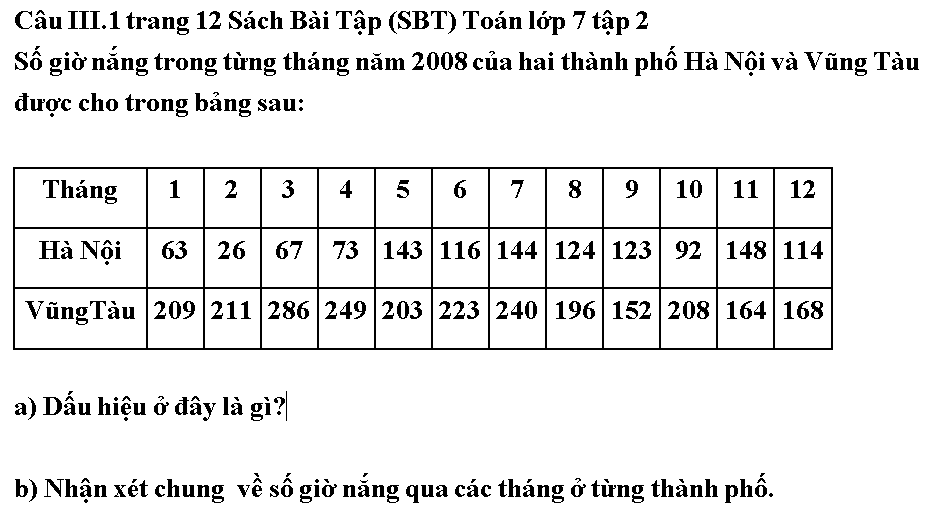 Câu III.1 trang 12 Sách Bài Tập (SBT) Toán lớp 7 tập 2
Số giờ nắng trong từng tháng năm 2008 của hai thành phố Hà Nội và Vũng Tàu
được cho trong bảng sau:
Tháng 1 2 3 4 5 6 7 8 9 10 11 12
Hà Nội 63 26 67 73 143 116 144 124 123 92 148 114
VũngTàu 209 211 286 249 203 223 240 196 152 208 164 168
a) Dấu hiệu ở đây là gì?
b) Nhận xét chung về số giờ nắng qua các tháng ở từng thành phố.